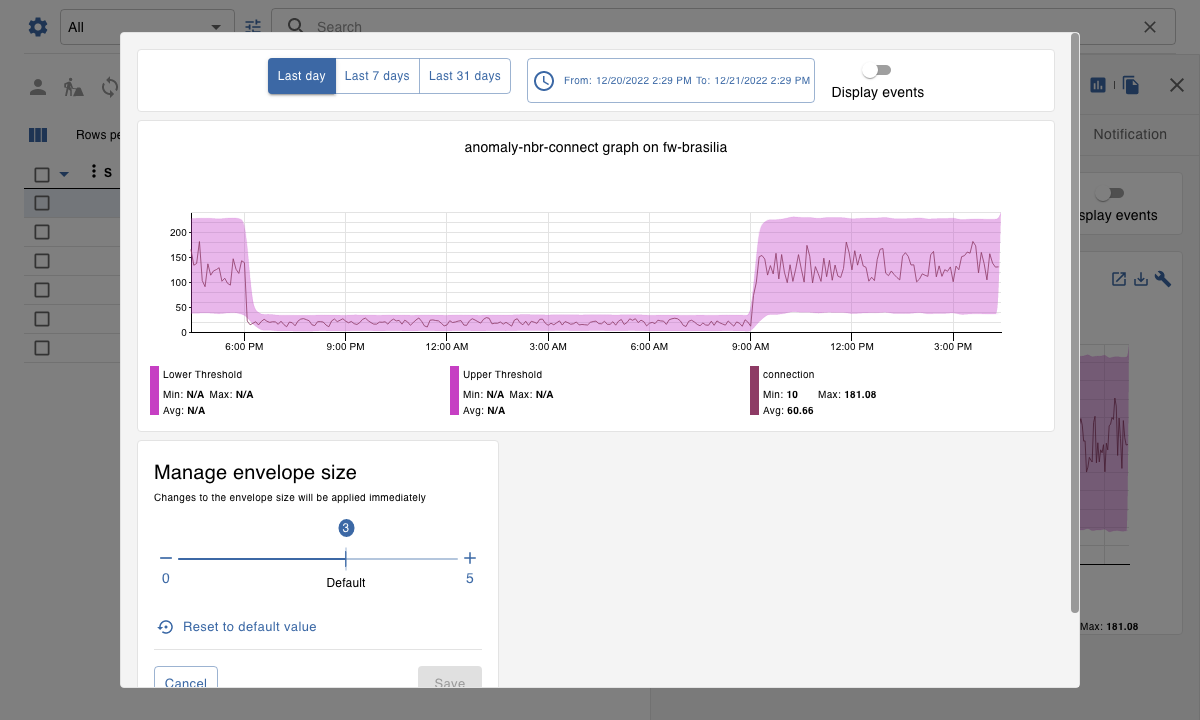 All
Search
Last day
Last 7 days
Last 31 days
From: 12/20/2022 2:29 PM To: 12/21/2022 2:29 PM
Display events
Rows pe
Notification
S
splay events
anomaly-nbr-connect graph on fw-brasilia
200
150
100
50
0
6:00 PM
9:00 PM
12:00 AM
3:00 AM
6:00 AM
9:00 AM
12:00 PM
3:00 PM
Lower Threshold
Min: N/A Max: N/A
Avg: N/A
Upper Threshold
Min: N/A Max: N/A
Avg: N/A
connection
Min: 10 Max: 181.08
Avg: 60.66
Manage envelope size
Changes to the envelope size will be applied immediately
3
0
Default
5
Reset to default value
Max: 181.08
Cancel
Save